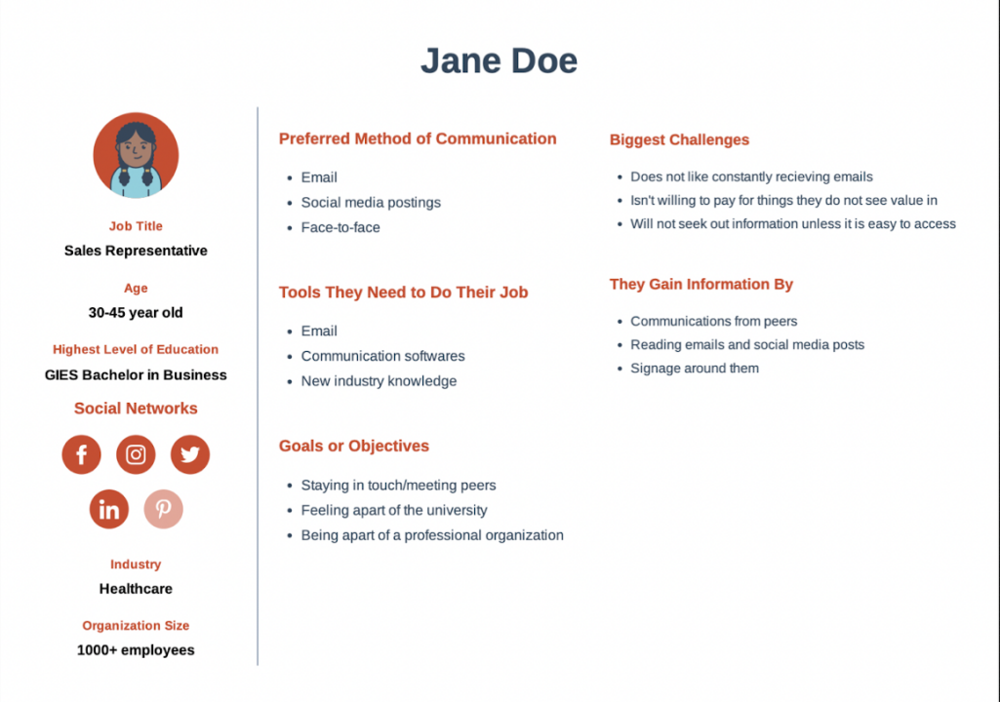 Jane Doe
Job Title
Sales Representative
Age
30-45 year old
Highest Level of Education
GIES Bachelor in Business
Social Networks
f
in
Industry
Healthcare
Organization Size
1000+ employees
Preferred Method of Communication
• Email
• Social media postings
• Face-to-face
Tools They Need to Do Their Job
• Email
• Communication softwares
• New industry knowledge
Goals or Objectives
• Staying in touch/meeting peers
• Feeling apart of the university
• Being apart of a professional organization
Biggest Challenges
• Does not like constantly recieving emails
• Isn't willing to pay for things they do not see value in
• Will not seek out information unless it is easy to access
They Gain Information By
• Communications from peers
• Reading emails and social media posts
• Signage around them